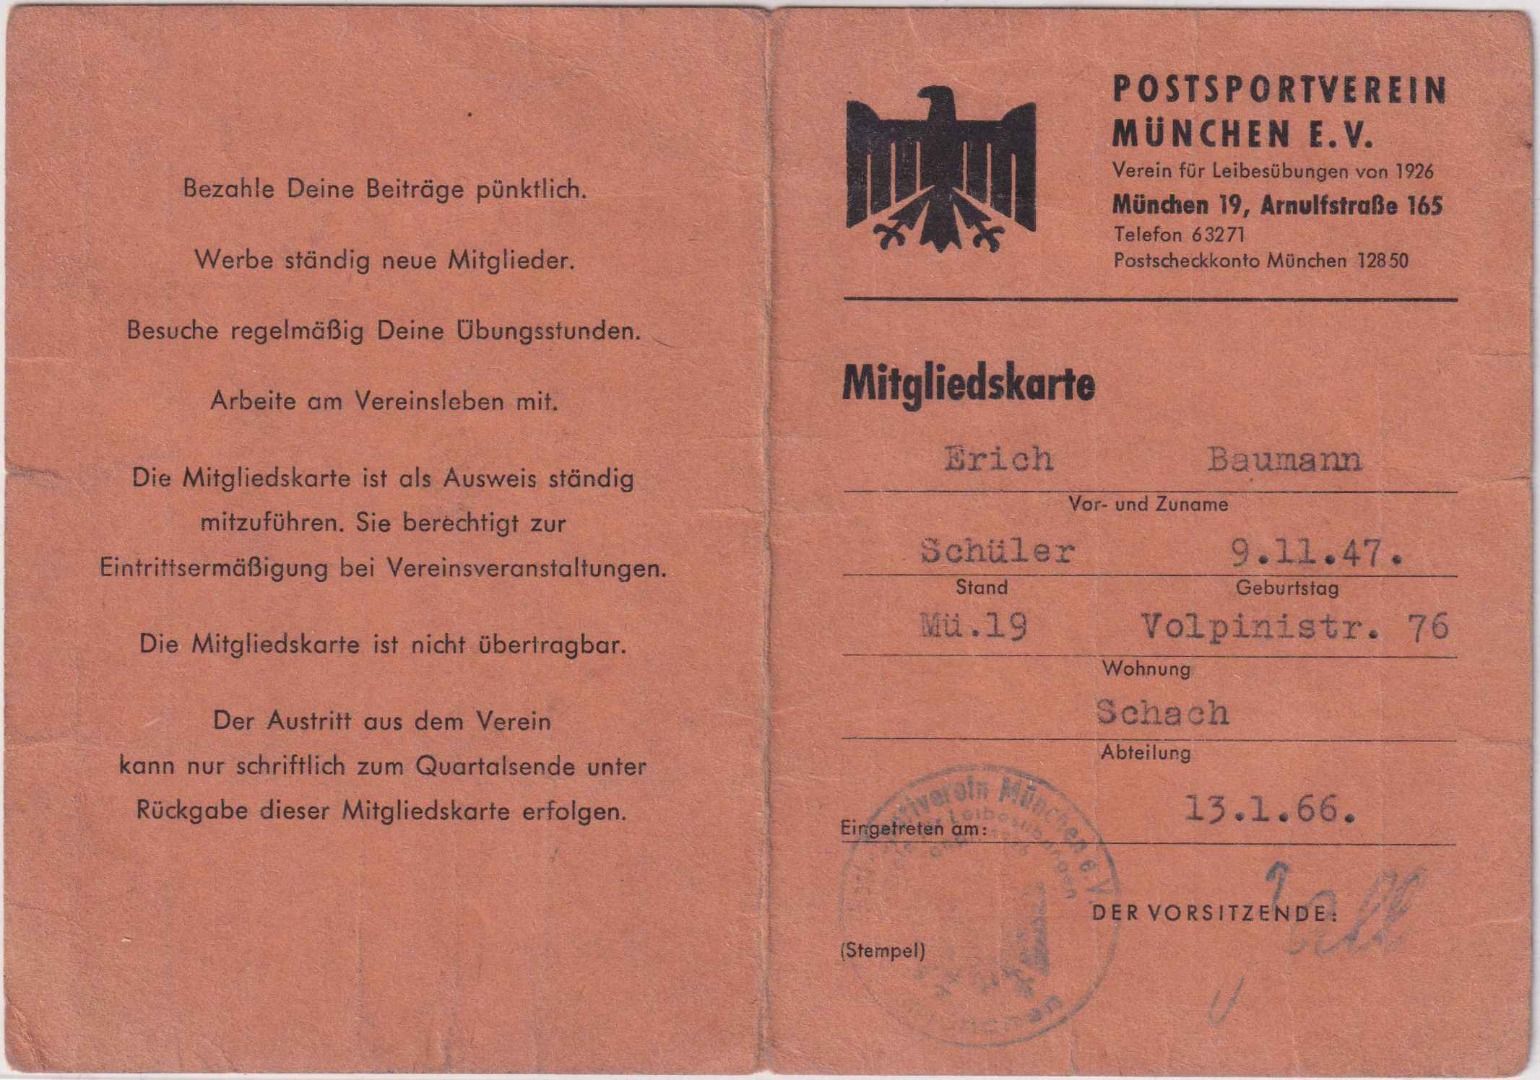 Bezahle Deine Beiträge pünktlich.
Werbe ständig neue Mitglieder.
Besuche regelmäßig Deine Übungsstunden.
Arbeite am Vereinsleben mit.
Die Mitgliedskarte ist als Ausweis ständig
mitzuführen. Sie berechtigt zur
Eintrittsermäßigung bei Vereinsveranstaltungen.
Die Mitgliedskarte ist nicht übertragbar.
Der Austritt aus dem Verein
kann nur schriftlich zum Quartalsende unter
Rückgabe dieser Mitgliedskarte erfolgen.
POSTSPORTVEREIN
MÜNCHEN E.V.
Verein für Leibesübungen von 1926
München 19, Arnulfstraße 165
Telefon 63271
Postscheckkonto München 12850
Mitgliedskarte
Erich Baumann
Vor- und Zuname
Schüler 9.11.47.
Stand Geburtstag
Mü.19 Volpinistr. 76
Wohnung
Schach
Abteilung
Eingetreten am: 13.1.66.
DER VORSITZENDE:
(Stempel)
München e.V.
Leibesübungen
München